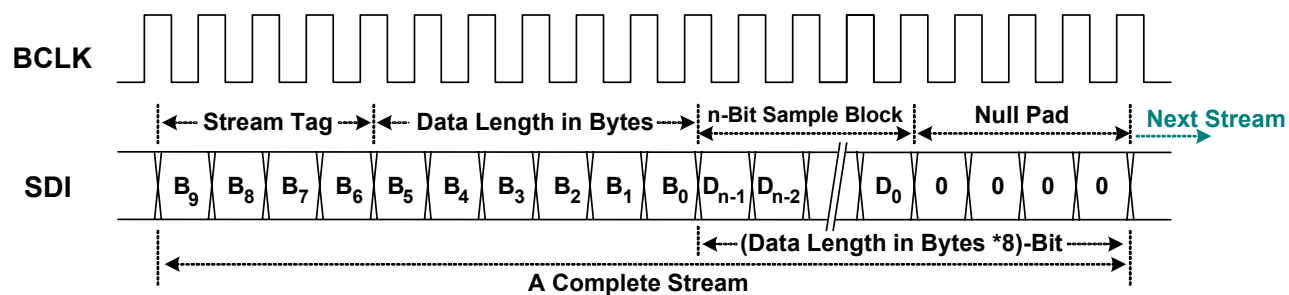 BCLK
Stream Tag Data Length in Bytes n-Bit Sample Block Null Pad Next Stream
SDI B9 B8 B7 B6 B5 B4 B3 B2 B1 B0 Dn-1 Dn-2 D0 0 0 0 0
(Data Length in Bytes *8)-Bit
A Complete Stream